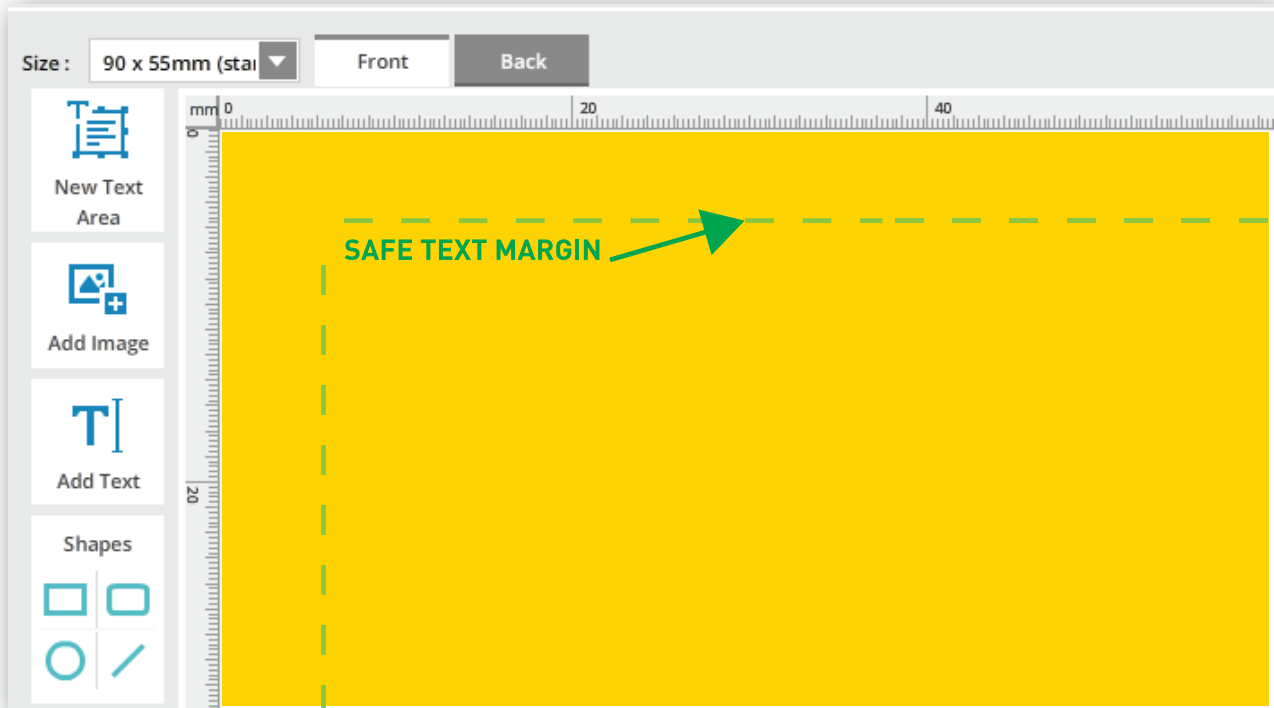 Size :
90 x 55mm (sta
Front
Back
mm
0
20
40
0
20
New Text
Area
Add Image
Add Text
Shapes
SAFE TEXT MARGIN